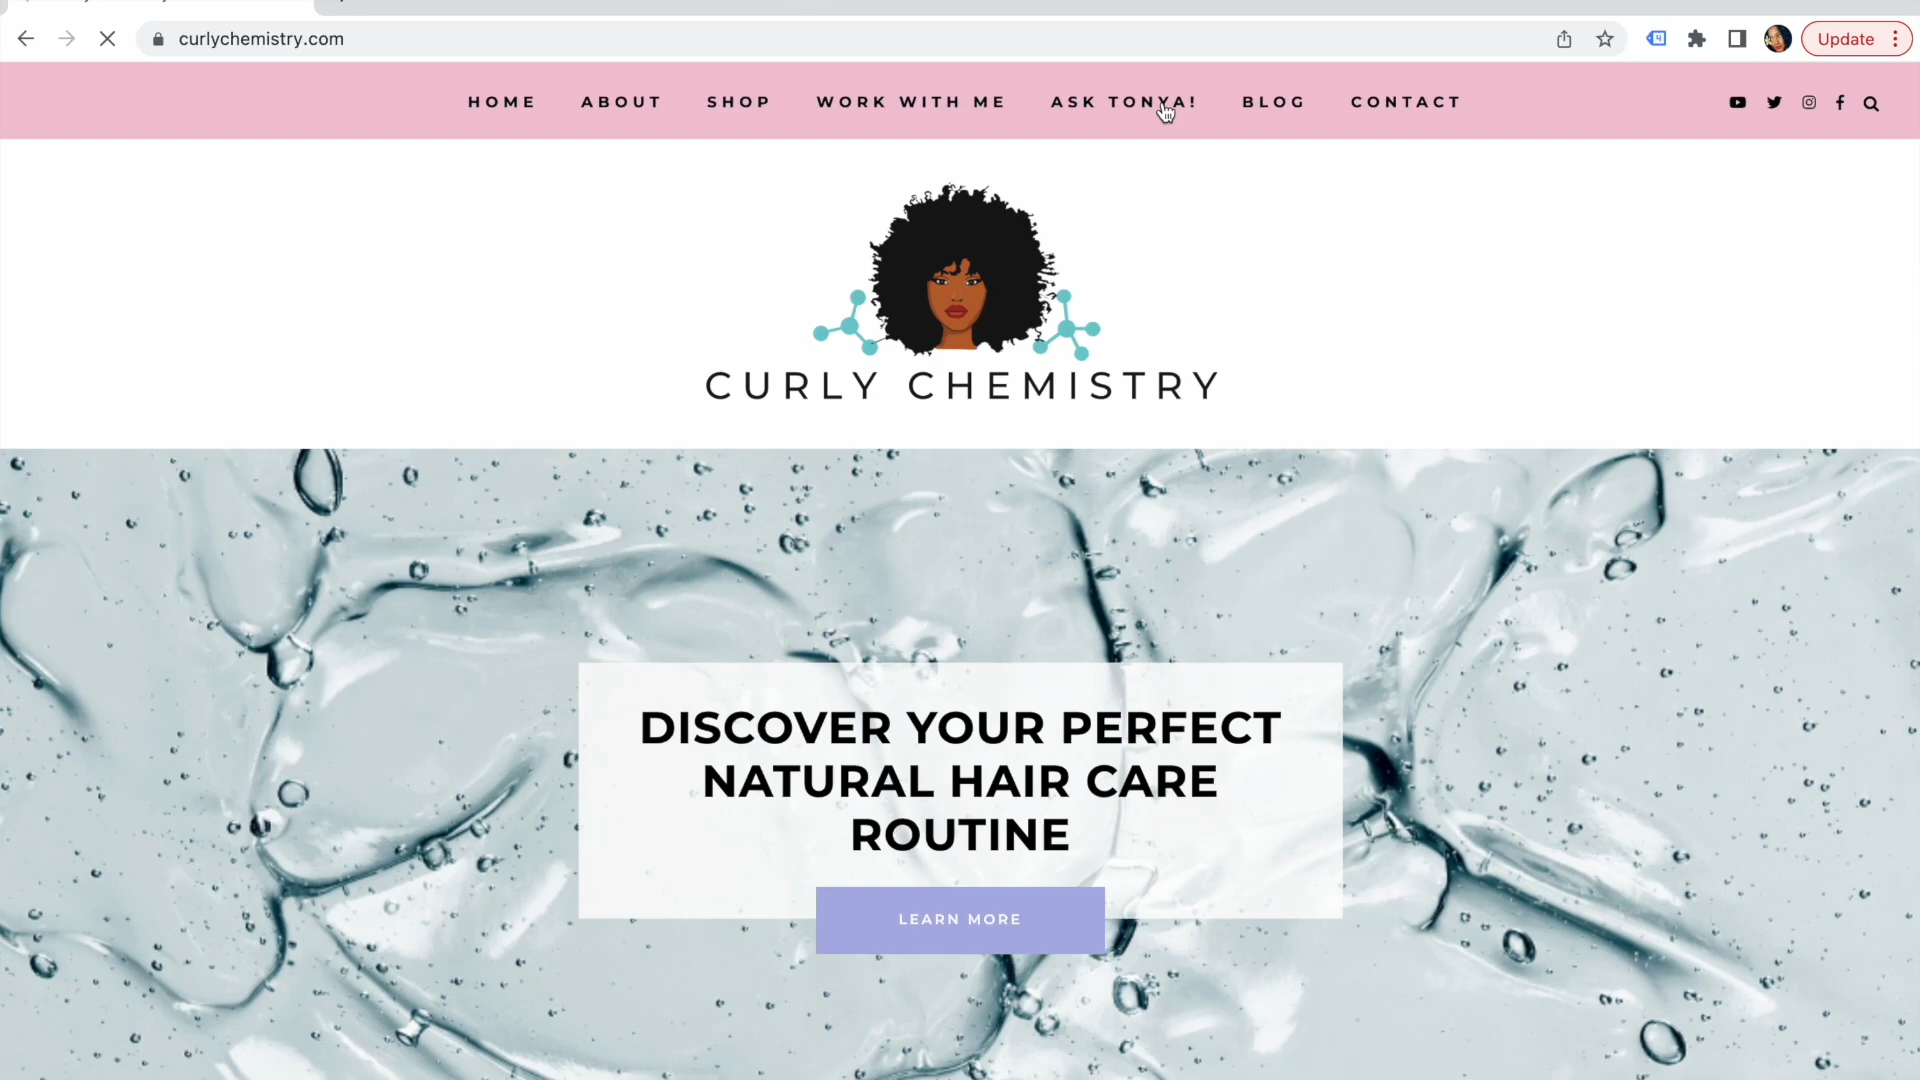 curlychemistry.com
Update
HOME ABOUT SHOP WORK WITH ME ASK TONYA! BLOG CONTACT
CURLY CHEMISTRY
DISCOVER YOUR PERFECT
NATURAL HAIR CARE
ROUTINE
LEARN MORE